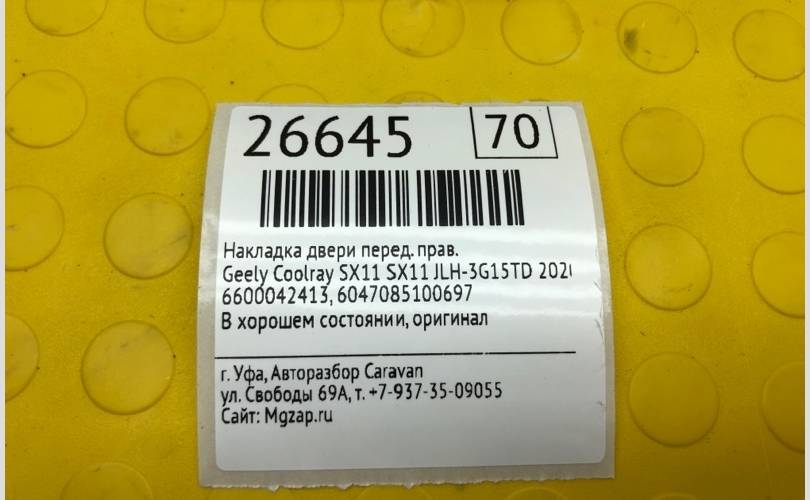 26645 70
Накладка двери перед. прав.
Geely Coolray SX11 SX11 JLH-3G15TD
6600042413, 6047085100697
В хорошем состоянии, оригинал
г. Уфа, Авторазбор Caravan
ул. Свободы 69А, т. +7-937-35-09055
Сайт: Mgzap.ru